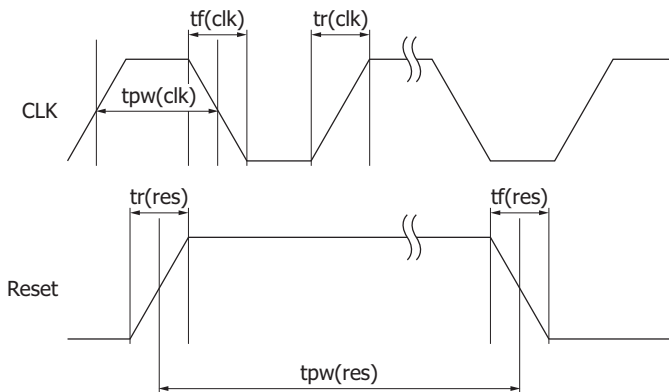 tf(clk)
tr(clk)
tpw(clk)
CLK
tr(res)
tf(res)
Reset
tpw(res)